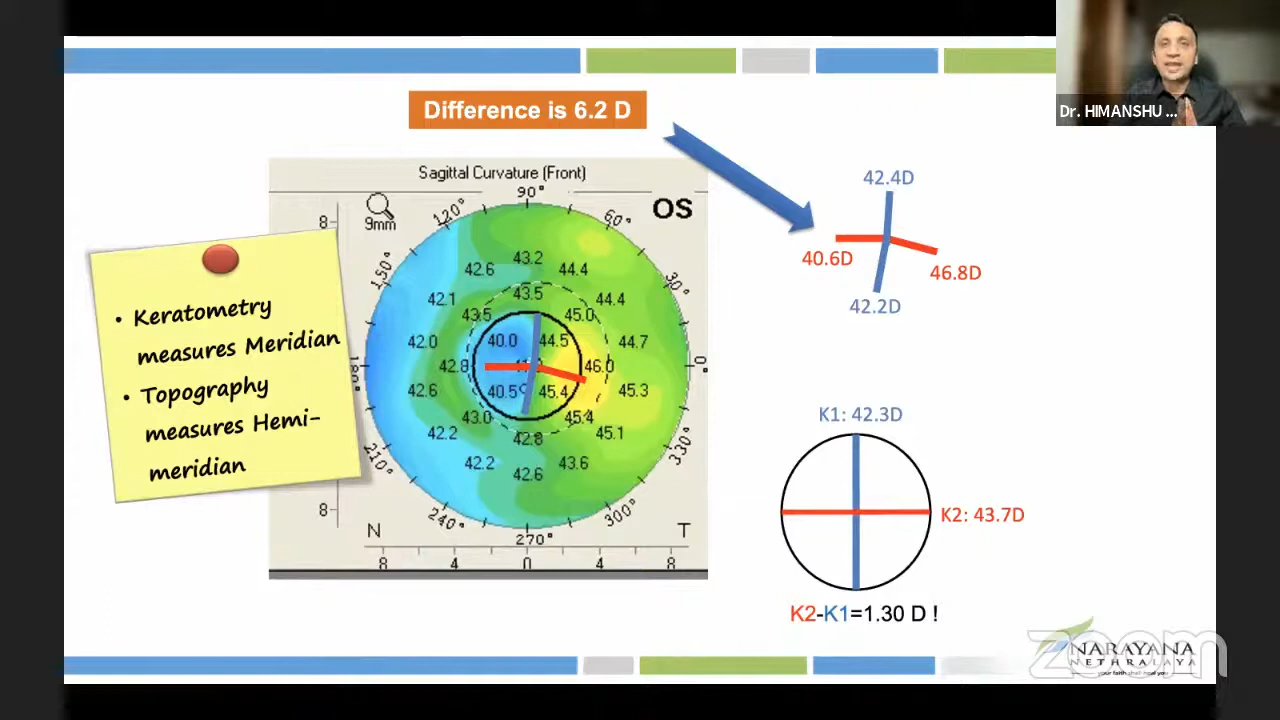 Difference is 6.2 D
Dr. HIMANSHU ...
Sagittal Curvature (Front)
OS
9mm
90°
120°
60°
150°
30°
0°
210°
330°
240°
300°
270°
8
8
43.2
42.6
44.4
42.1
43.5
44.4
43.5
45.0
42.0
40.0
44.5
44.7
42.8
46.0
42.6
40.5
45.4
45.3
43.0
45.4
42.2
42.8
45.1
42.2
43.6
42.6
N
T
8 4 0 4 8
• Keratometry
measures Meridian
• Topography
measures Hemi-
meridian
42.4D
40.6D
46.8D
42.2D
K1: 42.3D
K2: 43.7D
K2-K1=1.30 D !
NARAYANA
NETHRALAYA
your faith shall heal you
zoom